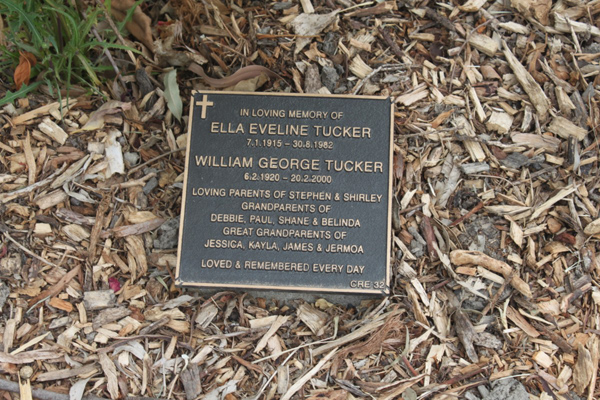 IN LOVING MEMORY OF
ELLA EVELINE TUCKER
7.1.1915 - 30.8.1982
WILLIAM GEORGE TUCKER
6.2.1920 - 20.2.2000
LOVING PARENTS OF STEPHEN & SHIRLEY
GRANDPARENTS OF
DEBBIE, PAUL, SHANE & BELINDA
GREAT GRANDPARENTS OF
JESSICA, KAYLA, JAMES & JERMOA
LOVED & REMEMBERED EVERY DAY
GRE 32